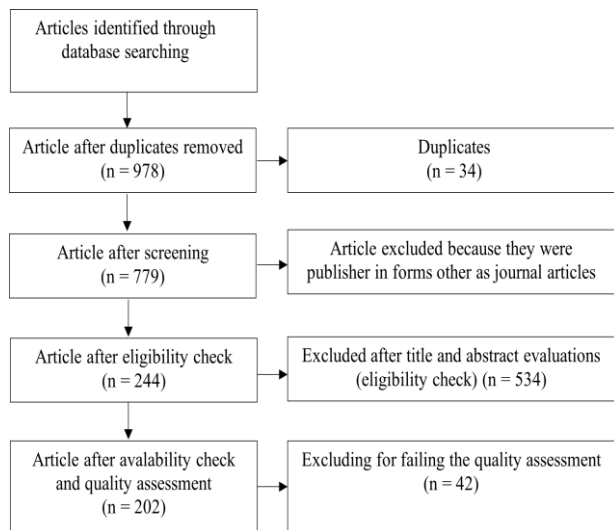 Articles identified through
database searching
Article after duplicates removed
(n = 978)
Duplicates
(n = 34)
Article after screening
(n = 779)
Article excluded because they were
publisher in forms other as journal articles
Article after eligibility check
(n = 244)
Excluded after title and abstract evaluations
(eligibility check) (n = 534)
Article after avalability check
and quality assessment
(n = 202)
Excluding for failing the quality assessment
(n = 42)